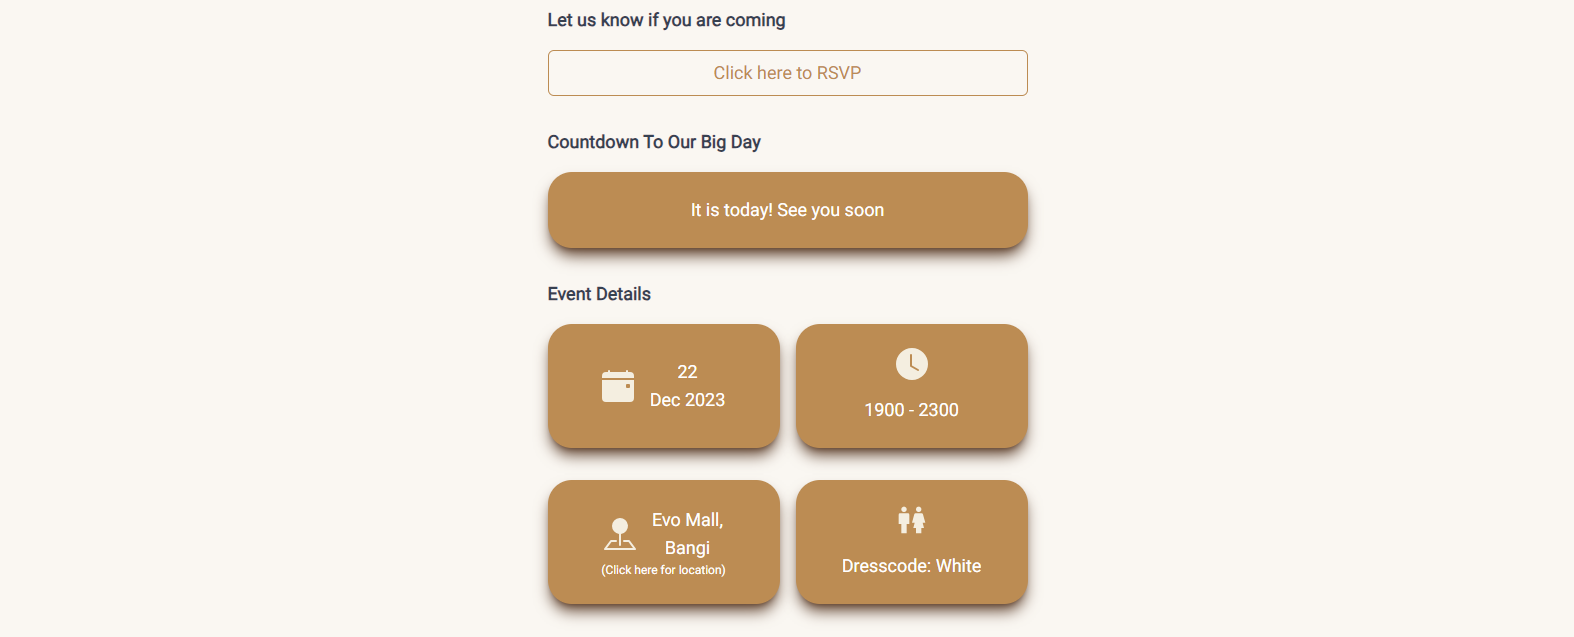 Let us know if you are coming
Click here to RSVP
Countdown To Our Big Day
It is today! See you soon
Event Details
22
Dec 2023
1900 - 2300
Evo Mall,
Bangi
(Click here for location)
Dresscode: White